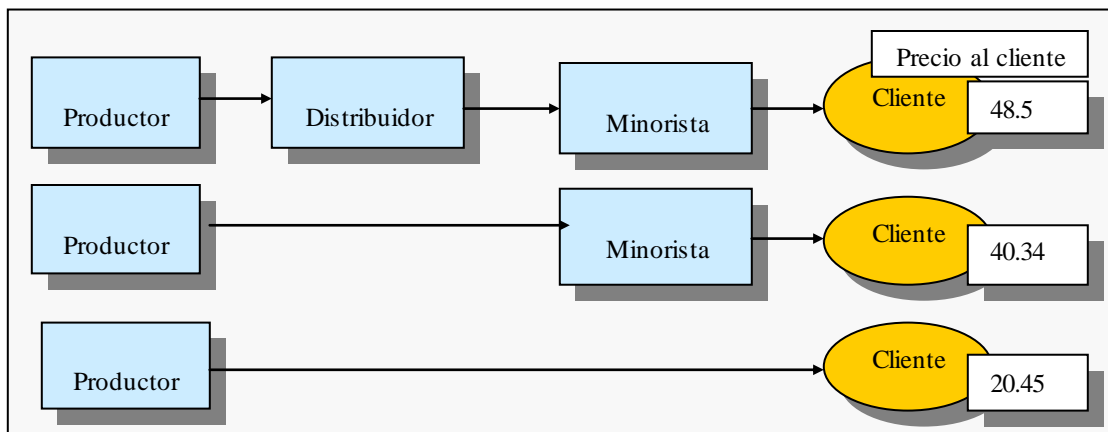 Precio al cliente
Productor
Distribuidor
Minorista
Cliente
48.5
Productor
Minorista
Cliente
40.34
Productor
Cliente
20.45